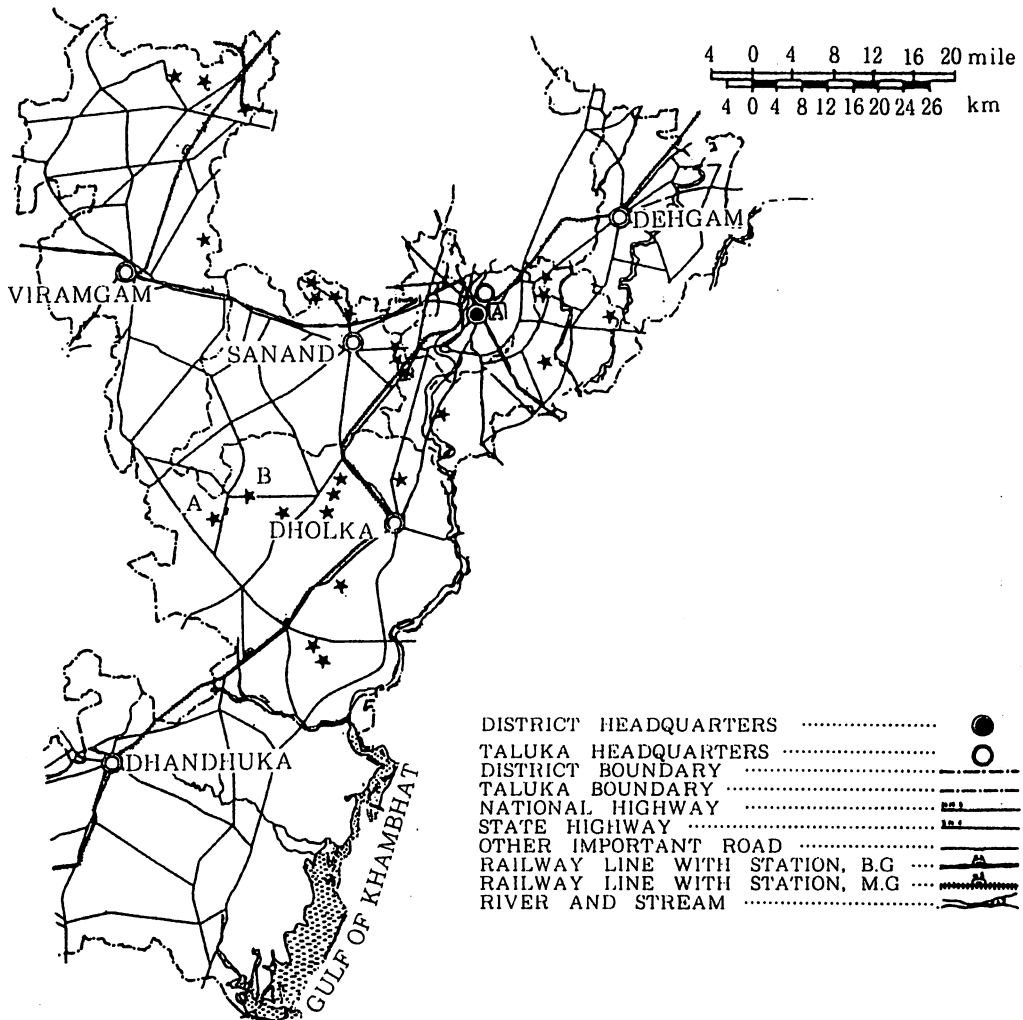 4 0 4 8 12 16 20 mile
4 0 4 8 12 16 20 24 26 km
DEHGAM
VIRAMGAM
A
SANAND
B
A
DHOLKA
DHANDHUKA
GULF OF KHAMBHAT
DISTRICT HEADQUARTERS
TALUKA HEADQUARTERS
DISTRICT BOUNDARY
TALUKA BOUNDARY
NATIONAL HIGHWAY
STATE HIGHWAY
OTHER IMPORTANT ROAD
RAILWAY LINE WITH STATION, B.G
RAILWAY LINE WITH STATION, M.G
RIVER AND STREAM